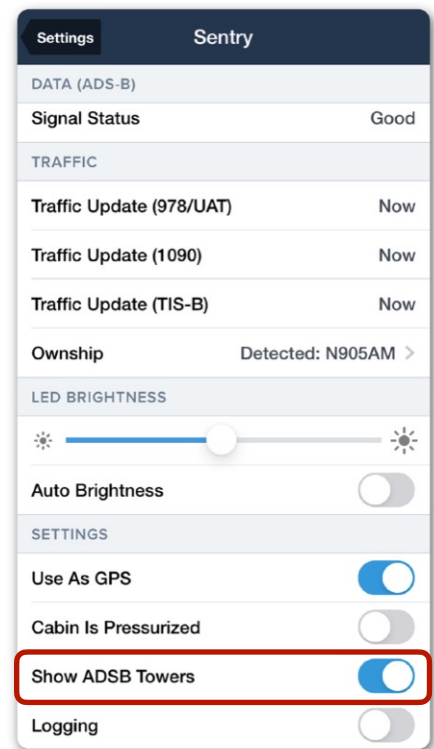 Settings Sentry
DATA (ADS-B)
Signal Status Good
TRAFFIC
Traffic Update (978/UAT) Now
Traffic Update (1090) Now
Traffic Update (TIS-B) Now
Ownship Detected: N905AM >
LED BRIGHTNESS
Auto Brightness
SETTINGS
Use As GPS
Cabin Is Pressurized
Show ADSB Towers
Logging